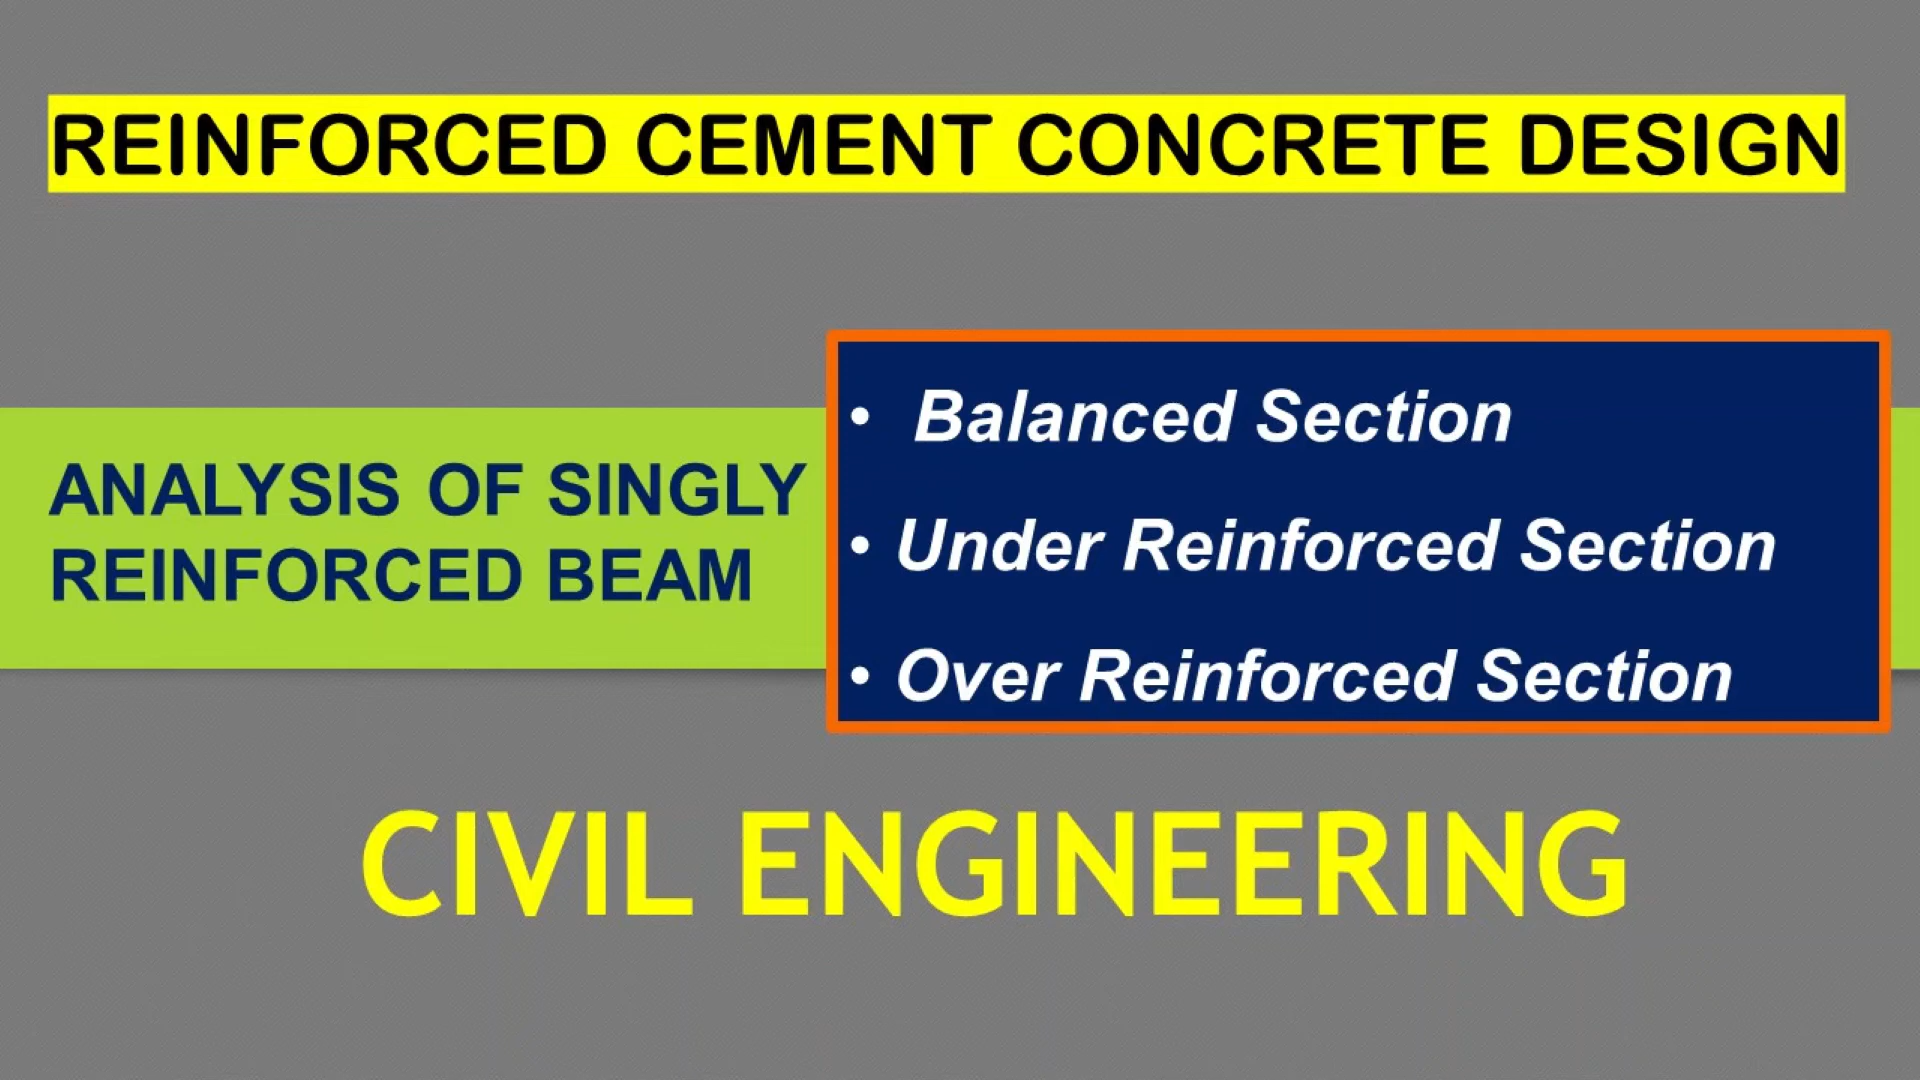 REINFORCED CEMENT CONCRETE DESIGN
ANALYSIS OF SINGLY
REINFORCED BEAM
• Balanced Section
• Under Reinforced Section
• Over Reinforced Section
CIVIL ENGINEERING